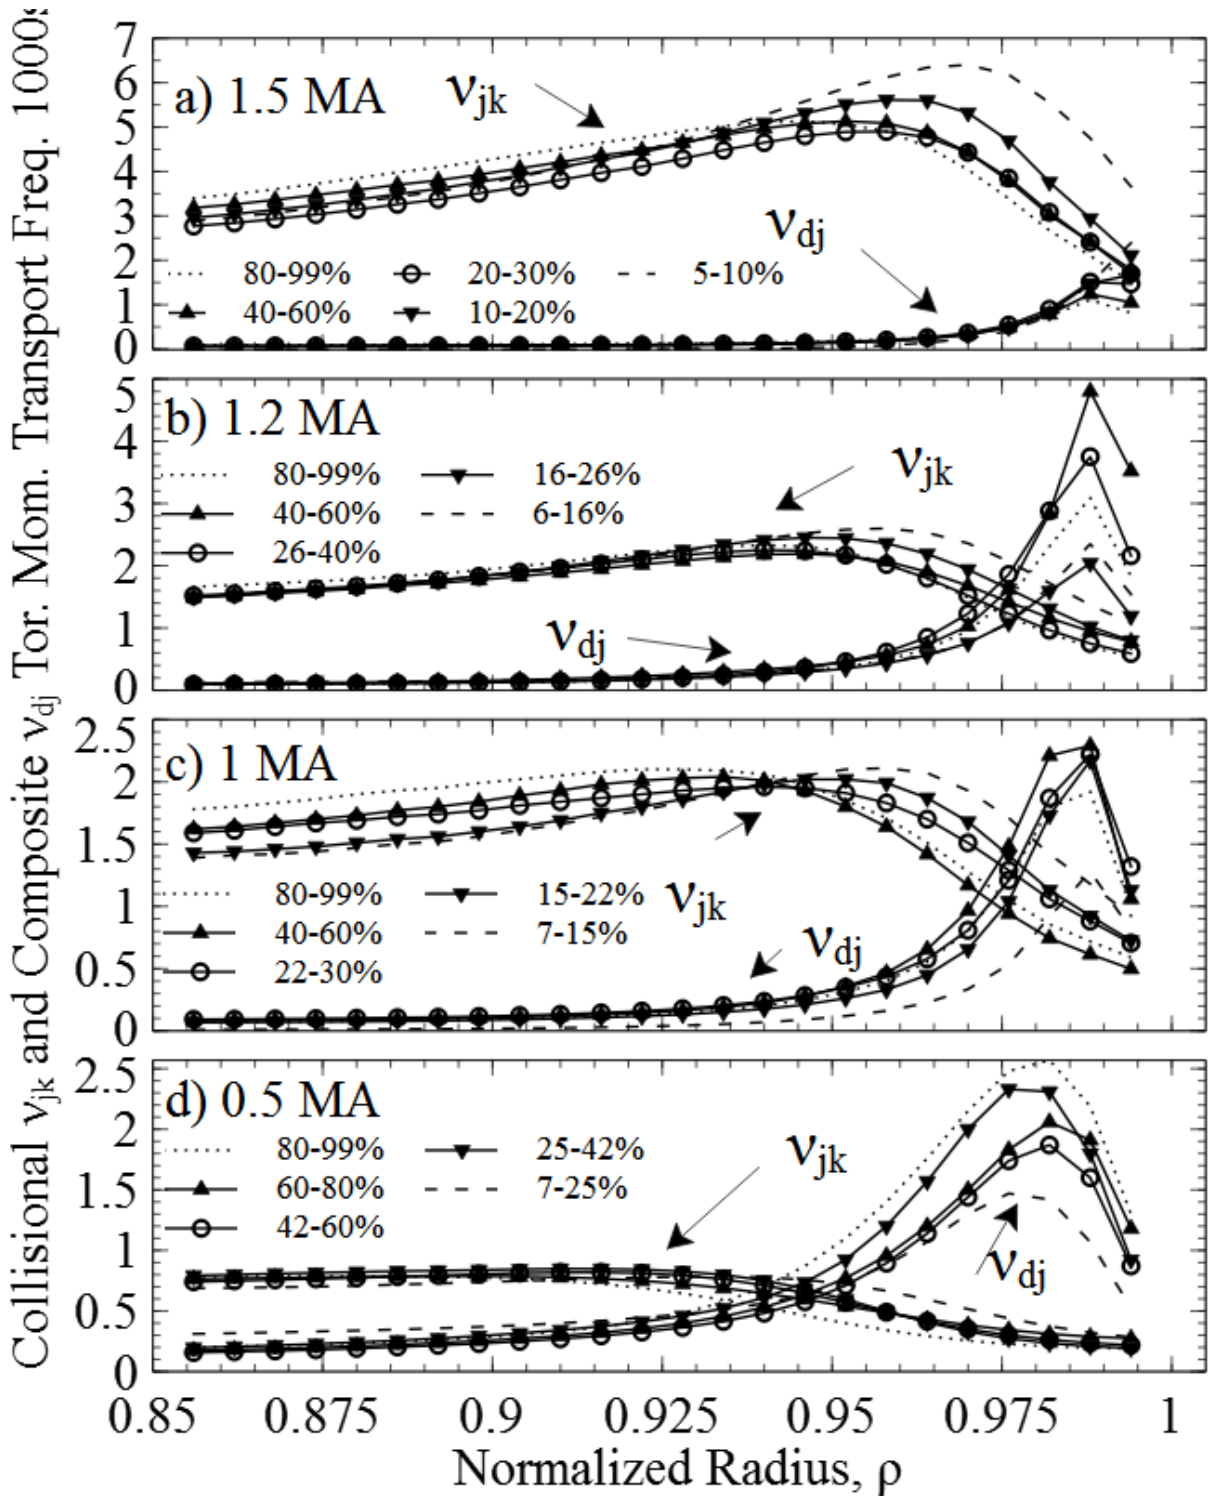 Collisional νjk and Composite νdj Tor. Mom. Transport Freq. 1000s
7
6
5
4
3
2
1
0
a) 1.5 MA
νjk
νdj
80-99% 20-30% 5-10%
40-60% 10-20%
5
4
3
2
1
0
b) 1.2 MA
νjk
80-99% 16-26%
40-60% 6-16%
26-40%
νdj
2.5
2
1.5
1
0.5
0
c) 1 MA
80-99% 15-22%
νjk
40-60% 7-15%
νdj
22-30%
2.5
2
1.5
1
0.5
0
d) 0.5 MA
80-99% 25-42%
νjk
60-80% 7-25%
42-60%
νdj
0.85 0.875 0.9 0.925 0.95 0.975 1
Normalized Radius, ρ